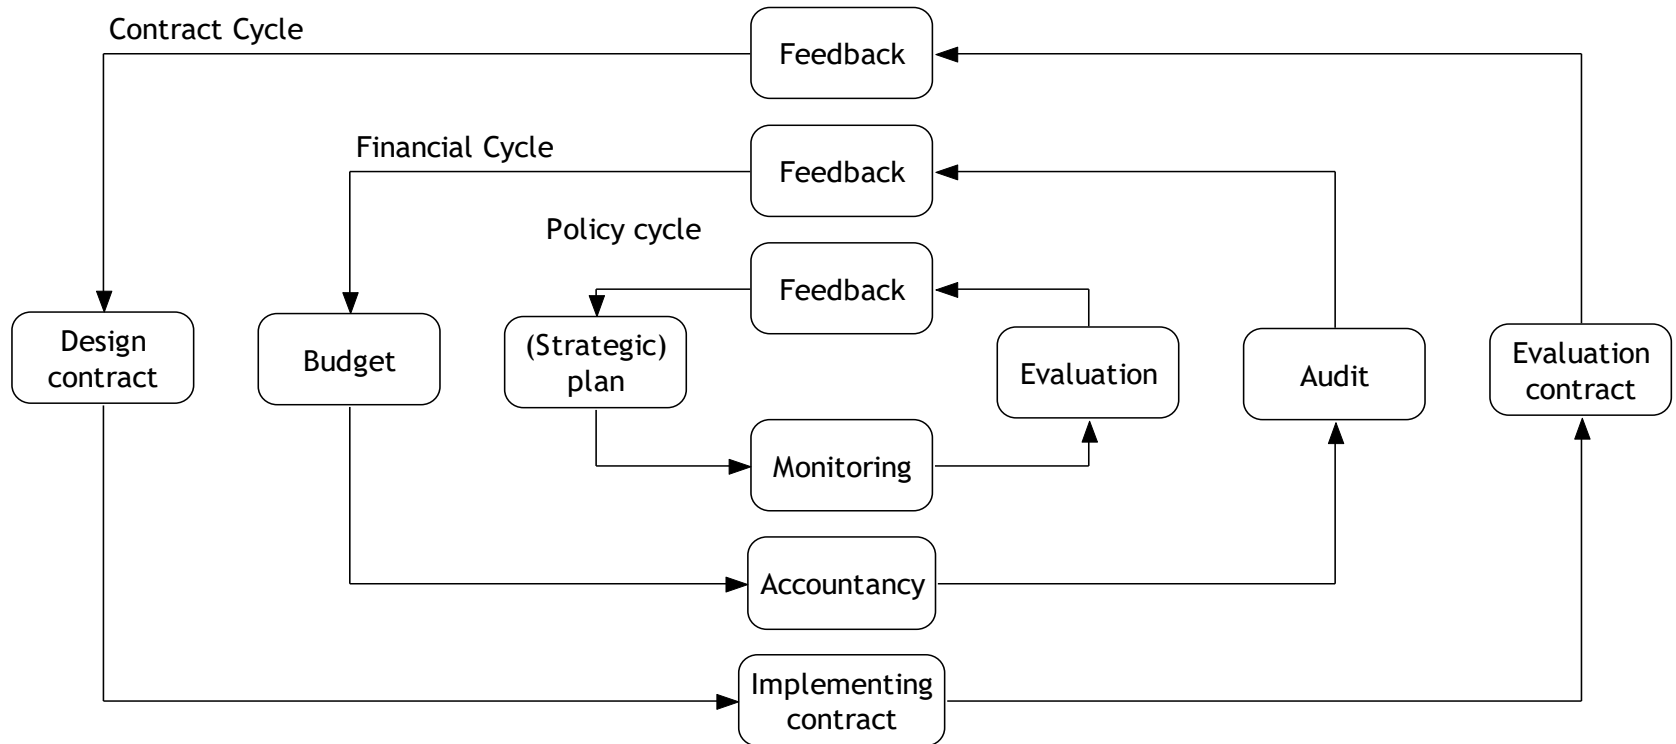 Contract Cycle
Feedback
Financial Cycle
Feedback
Policy cycle
Feedback
Design
contract
Budget
(Strategic)
plan
Evaluation
Audit
Evaluation
contract
Monitoring
Accountancy
Implementing
contract